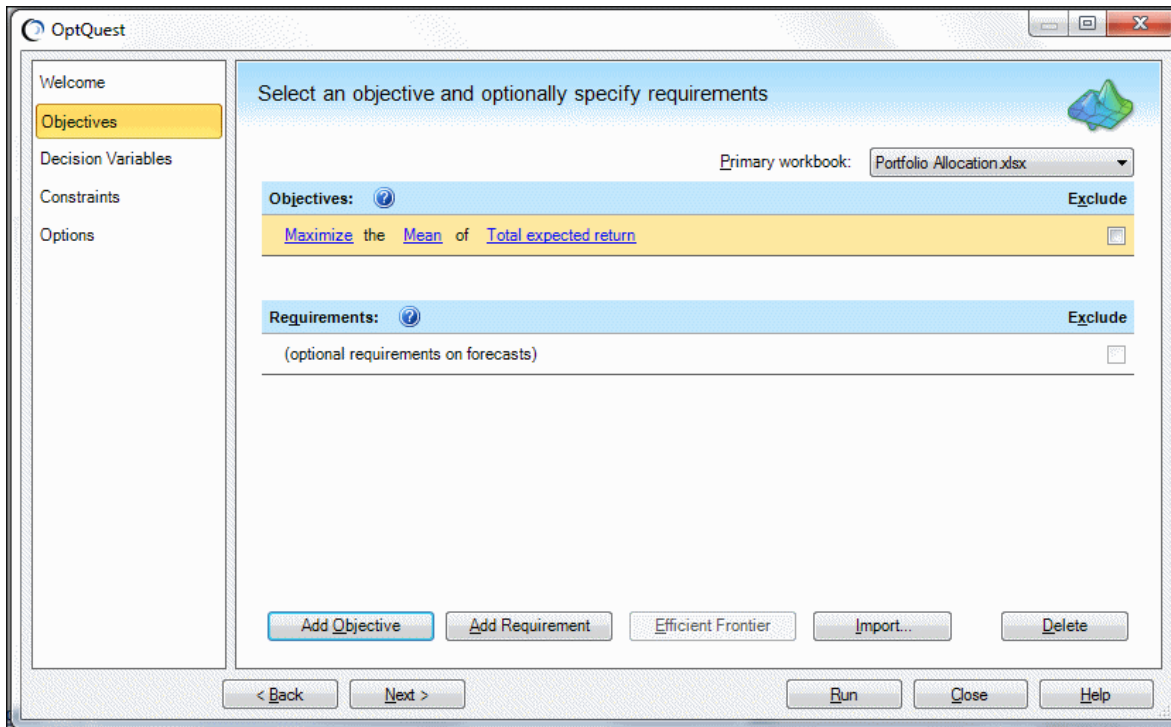 OptQuest
Welcome
Objectives
Decision Variables
Constraints
Options
Select an objective and optionally specify requirements
Primary workbook: Portfolio Allocation.xlsx
Objectives: ? Exclude
Maximize the Mean of Total expected return
Requirements: ? Exclude
(optional requirements on forecasts)
Add Objective Add Requirement Efficient Frontier Import... Delete
< Back Next > Run Close Help